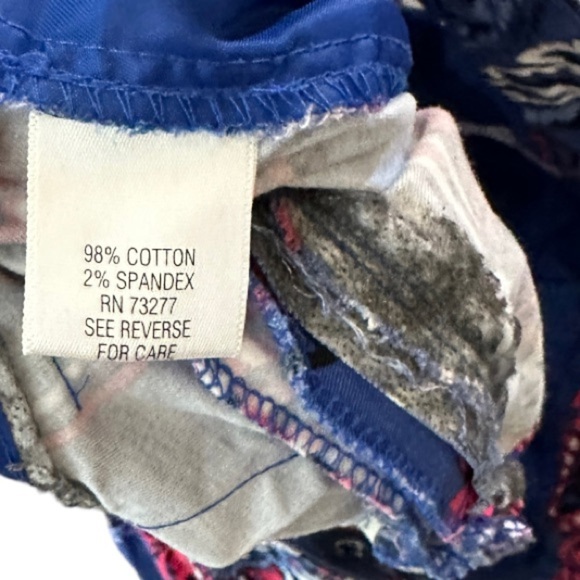 98% COTTON
2% SPANDEX
RN 73277
SEE REVERSE
FOR CARE